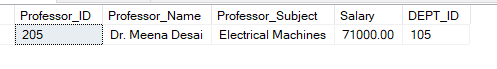 Professor_ID Professor_Name Professor_Subject Salary DEPT_ID
205 Dr. Meena Desai Electrical Machines 71000.00 105